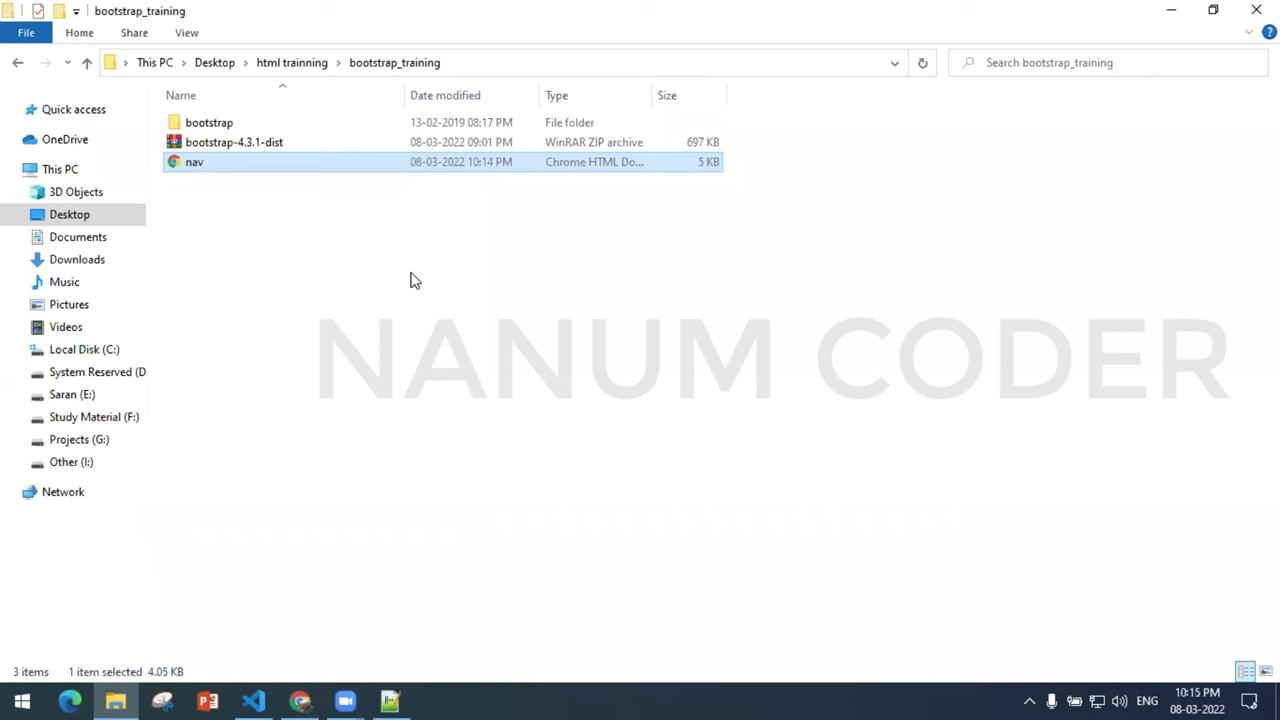 bootstrap_training
File Home Share View
This PC Desktop html trainning bootstrap_training Search bootstrap_training
Name Date modified Type Size
bootstrap 13-02-2019 08:17 PM File folder
bootstrap-4.3.1-dist 08-03-2022 09:01 PM WinRAR ZIP archive 697 KB
nav 08-03-2022 10:14 PM Chrome HTML Do... 5 KB
Quick access
OneDrive
This PC
3D Objects
Desktop
Documents
Downloads
Music
Pictures
Videos
Local Disk (C:)
System Reserved (D
Saran (E:)
Study Material (F:)
Projects (G:)
Other (I:)
Network
NANUM CODER
3 items 1 item selected 4.05 KB
ENG 10:15 PM
08-03-2022